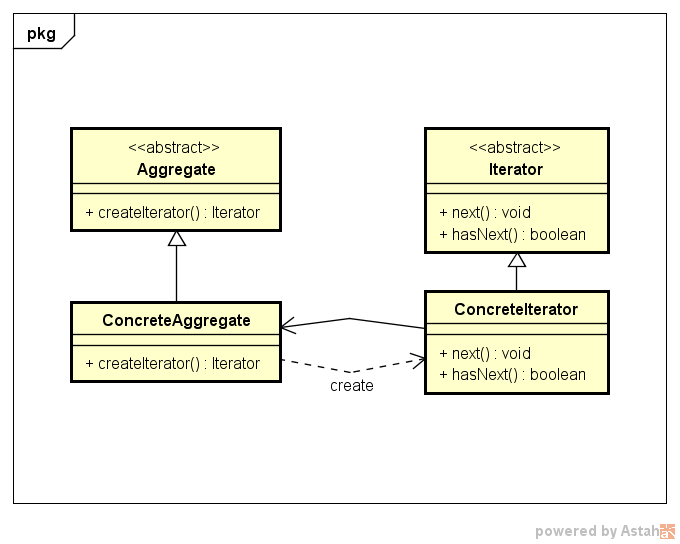 pkg
<<abstract>>
Aggregate
+ createIterator() : Iterator
<<abstract>>
Iterator
+ next() : void
+ hasNext() : boolean
ConcreteAggregate
+ createIterator() : Iterator
ConcreteIterator
+ next() : void
+ hasNext() : boolean
create
powered by Astah